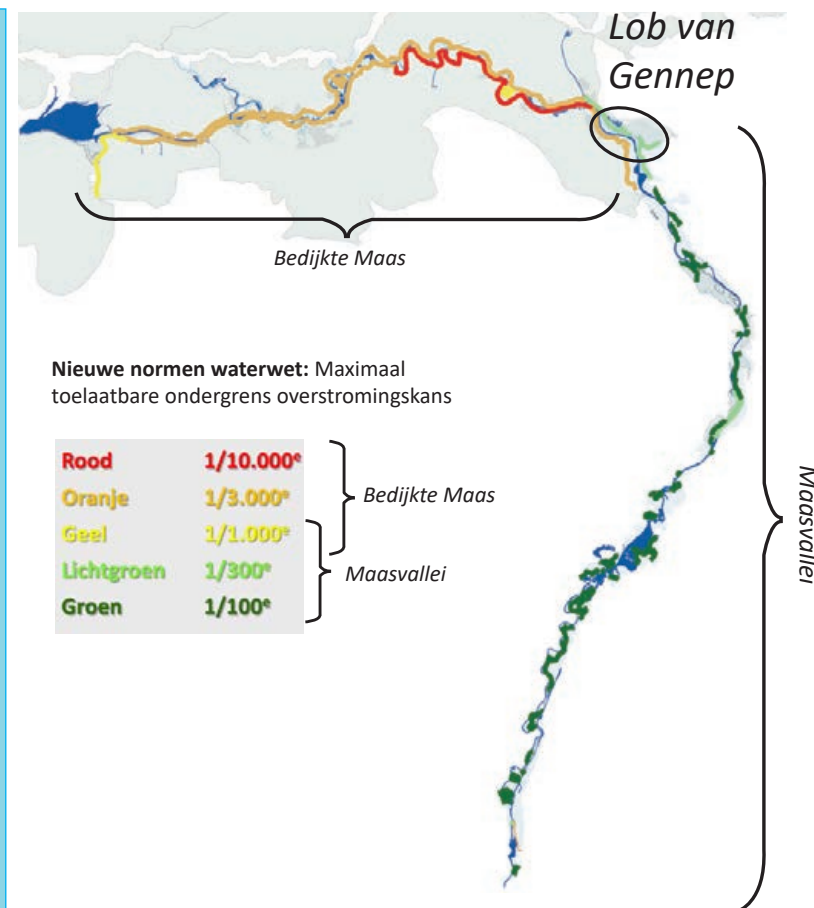 Lob van
Gennep
Bedijkte Maas
Nieuwe normen waterwet: Maximaal
toelaatbare ondergrens overstromingskans
Rood 1/10.000e
Oranje 1/3.000e
Geel 1/1.000e
Lichtgroen 1/300e
Groen 1/100e
Bedijkte Maas
Maasvallei
Maasvallei